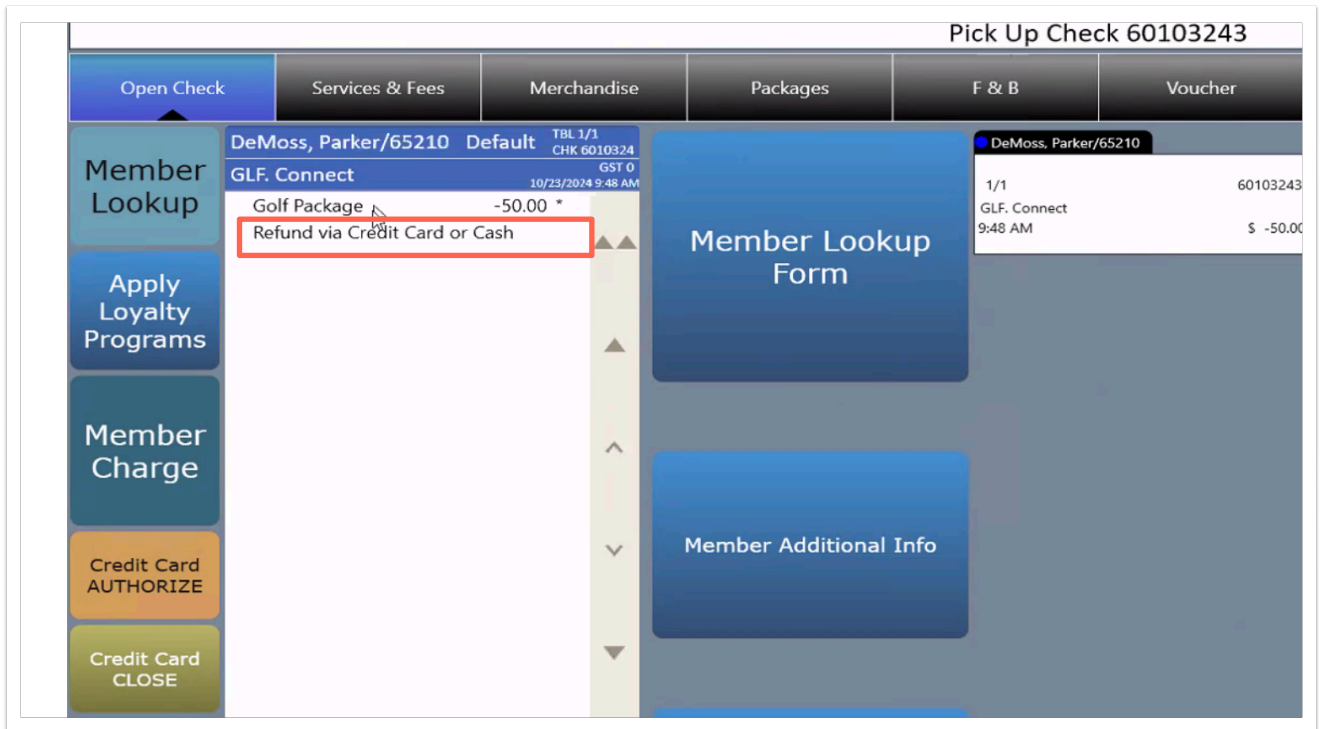 Pick Up Check 60103243
Open Check Services & Fees Merchandise Packages F & B Voucher
Member
Lookup
Apply
Loyalty
Programs
Member
Charge
Credit Card
AUTHORIZE
Credit Card
CLOSE
DeMoss, Parker/65210 Default TBL 1/1
CHK 6010324
GLF. Connect GST 0
10/23/2024 9:48 AM
Golf Package -50.00 *
Refund via Credit Card or Cash
Member Lookup
Form
Member Additional Info
DeMoss, Parker/65210
1/1 60103243
GLF. Connect
9:48 AM $ -50.00